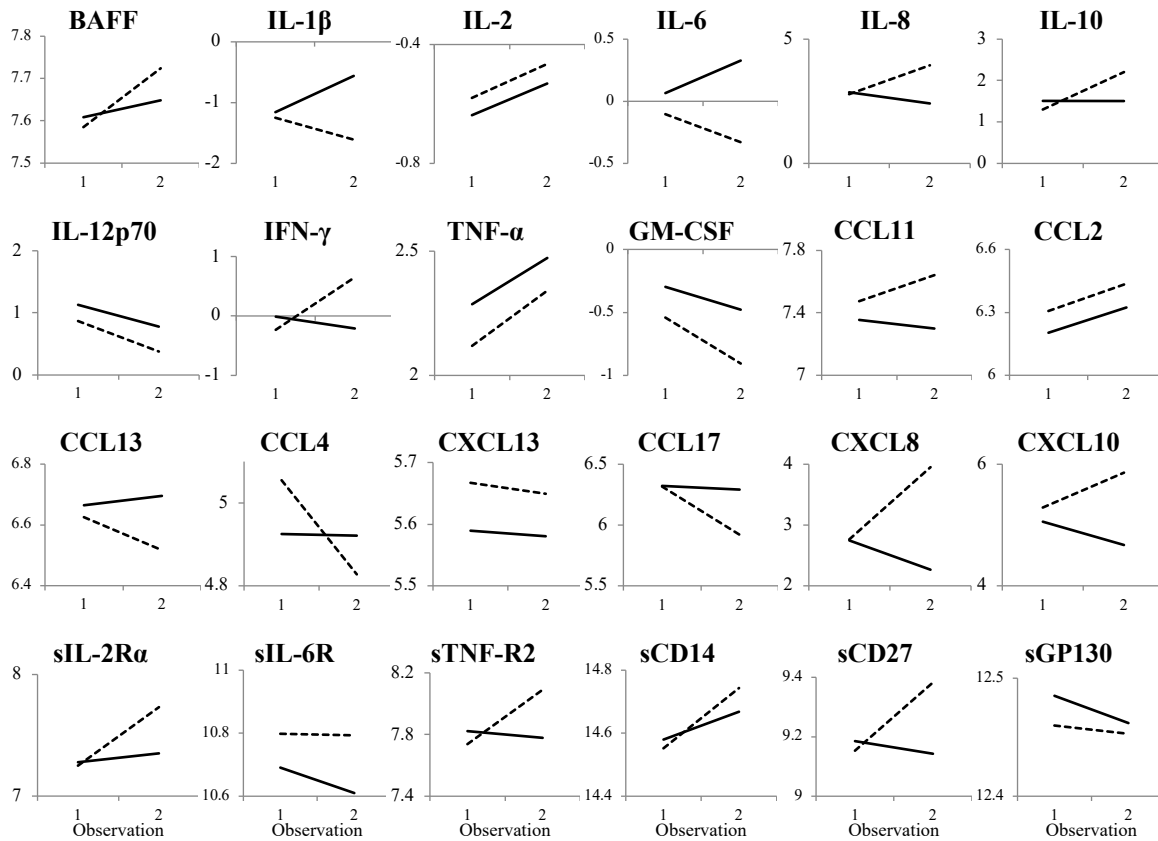 BAFF IL-1β IL-2 IL-6 IL-8 IL-10
7.8 0 -0.4 0.5 5 3
7.7 2
7.6 -1 0 1
7.5 -2 -0.8 -0.5 0 0
1 2 1 2 1 2 1 2 1 2 1 2
IL-12p70 IFN-γ TNF-α GM-CSF CCL11 CCL2
2 1 2.5 0 7.8 6.6
1 0 -0.5 7.4 6.3
0 -1 2 -1 7 6
1 2 1 2 1 2 1 2 1 2 1 2
CCL13 CCL4 CXCL13 CCL17 CXCL8 CXCL10
6.8 5.7 6.5 4 6
6.6 5 5.6 6 3 5
6.4 4.8 5.5 5.5 2 4
1 2 1 2 1 2 1 2 1 2 1 2
sIL-2Rα sIL-6R sTNF-R2 sCD14 sCD27 sGP130
8 11 8.2 14.8 9.4 12.5
10.8 7.8 14.6 9.2
7 10.6 7.4 14.4 9 12.4
1 2 1 2 1 2 1 2 1 2 1 2
Observation Observation Observation Observation Observation Observation